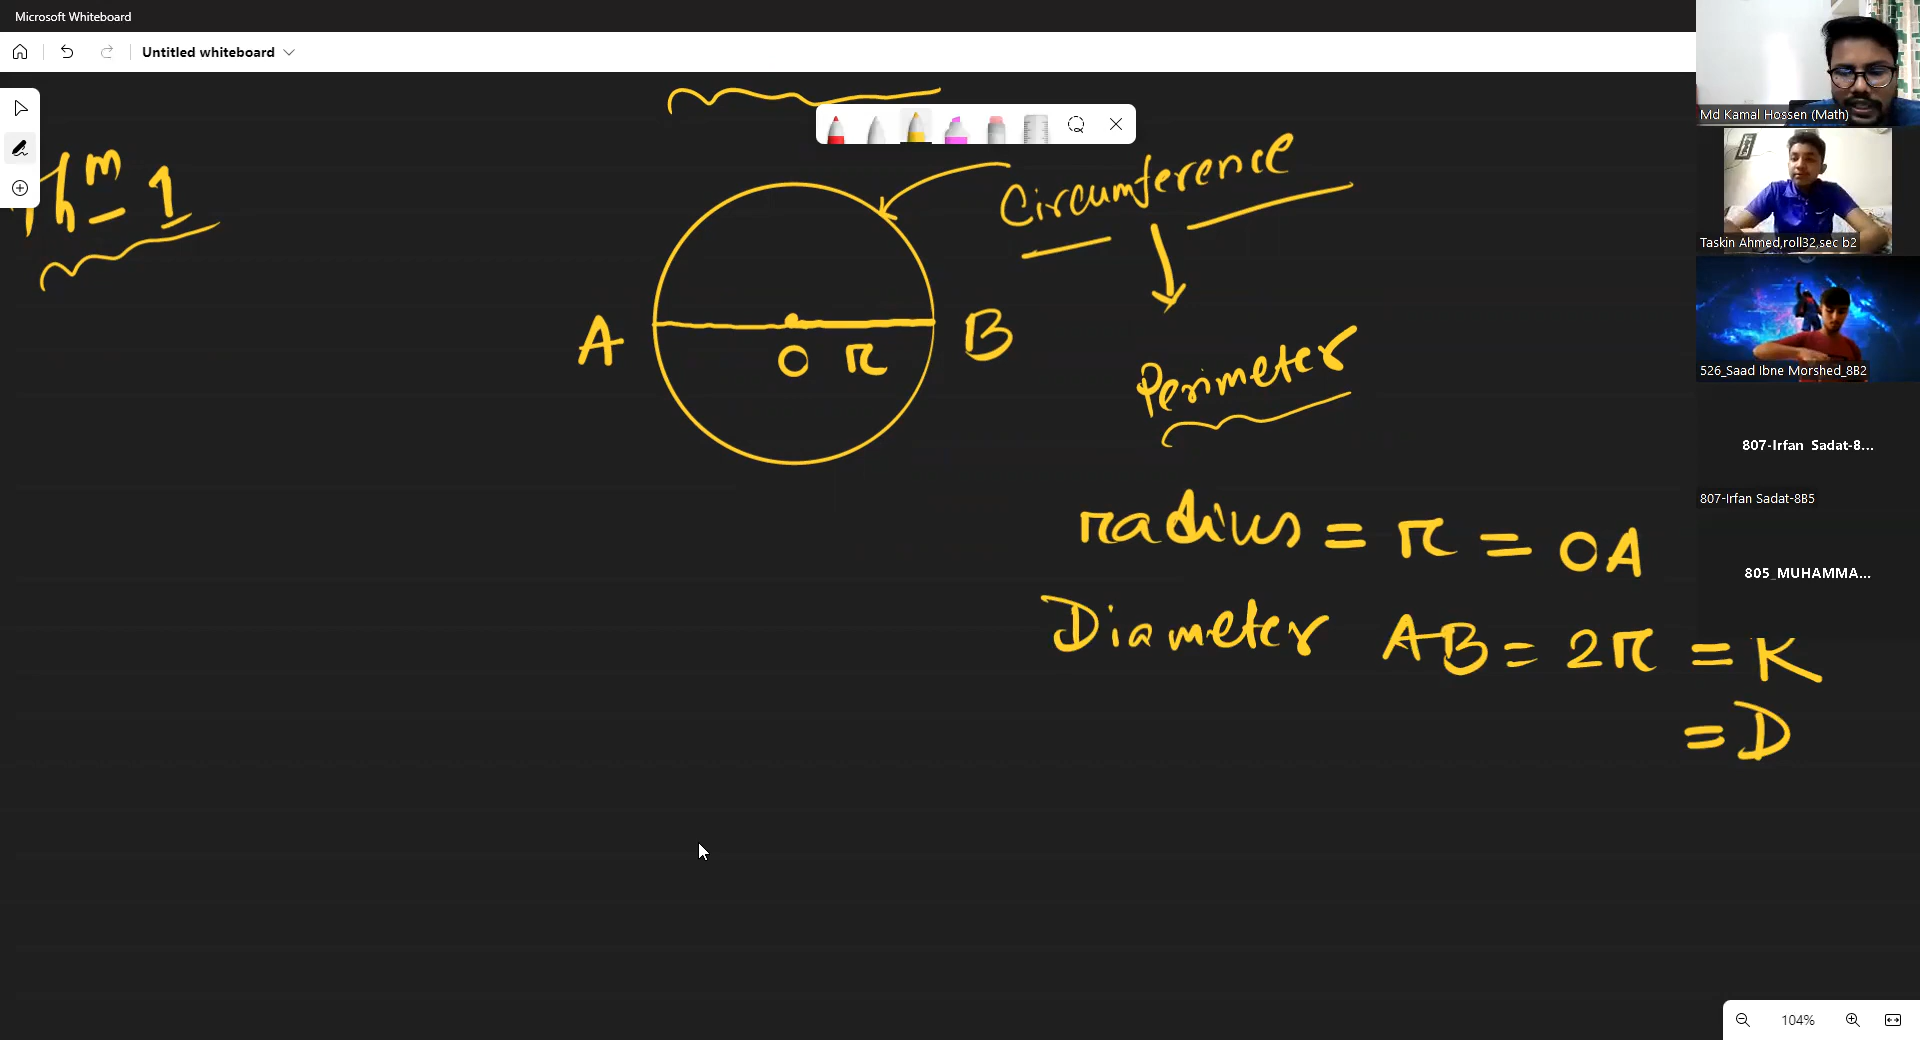 Microsoft Whiteboard
Untitled whiteboard
Thm-1
Circumference
Perimeter
A
O r
B
radius = r = OA
Diameter AB = 2r = K
= D
Md Kamal Hossen (Math)
Taskin Ahmed,roll32,sec b2
526_Saad Ibne Morshed_8B2
807-Irfan Sadat-8...
807-Irfan Sadat-8B5
805_MUHAMMA...
104%